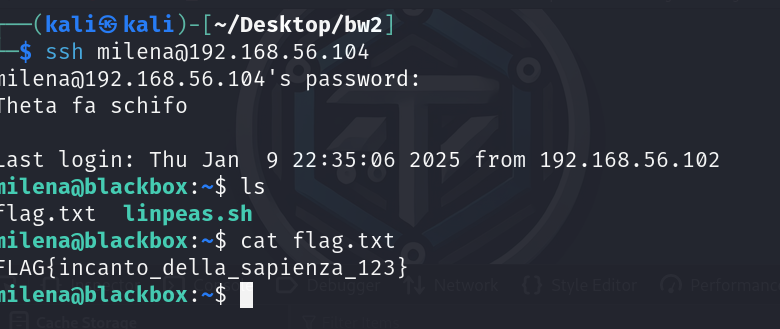 (kali㉿kali)-[~/Desktop/bw2]
$ ssh milena@192.168.56.104
milena@192.168.56.104's password:
Theta fa schifo
Last login: Thu Jan  9 22:35:06 2025 from 192.168.56.102
milena@blackbox:~$ ls
flag.txt  linpeas.sh
milena@blackbox:~$ cat flag.txt
FLAG{incanto_della_sapienza_123}
milena@blackbox:~$
Debugger Network {} Style Editor Performance
Cache Storage Filter Items